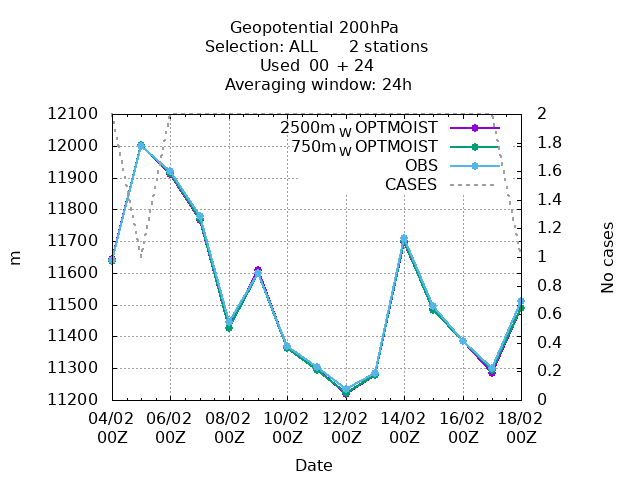 Geopotential 200hPa
Selection: ALL 2 stations
Used 00 + 24
Averaging window: 24h
12100
12000
11900
11800
11700
11600
11500
11400
11300
11200
m
2500m W OPTMOIST
750m W OPTMOIST
OBS
CASES
2
1.8
1.6
1.4
1.2
1
0.8
0.6
0.4
0.2
0
No cases
04/02 06/02 08/02 10/02 12/02 14/02 16/02 18/02
00Z 00Z 00Z 00Z 00Z 00Z 00Z 00Z
Date